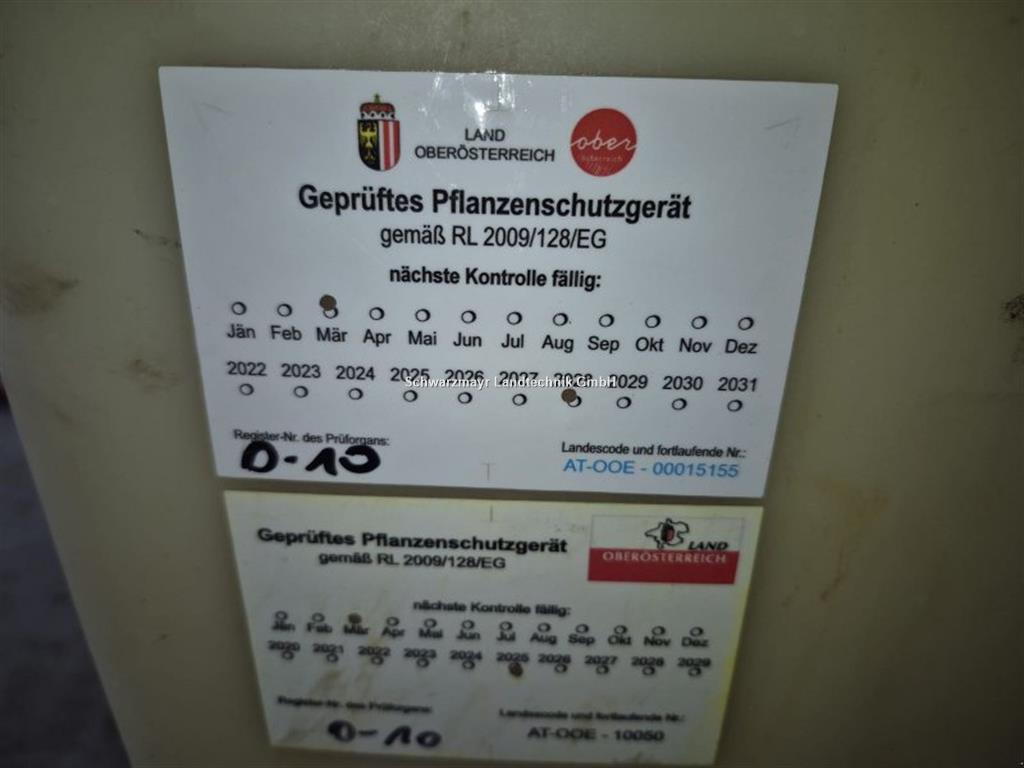 LAND
OBERÖSTERREICH
ober
österreich
Geprüftes Pflanzenschutzgerät
gemäß RL 2009/128/EG
nächste Kontrolle fällig:
Jän Feb Mär Apr Mai Jun Jul Aug Sep Okt Nov Dez
2022 2023 2024 2025 2026 2027 2028 2029 2030 2031
Schwarzmayr Landtechnik GmbH
Register-Nr. des Prüforgans:
0-10
Landescode und fortlaufende Nr.:
AT-OOE - 00015155
Geprüftes Pflanzenschutzgerät
gemäß RL 2009/128/EG
LAND
OBERÖSTERREICH
nächste Kontrolle fällig:
Jän Feb Mär Apr Mai Jun Jul Aug Sep Okt Nov Dez
2020 2021 2022 2023 2024 2025 2026 2027 2028 2029
Register-Nr. des Prüforgans:
0-10
Landescode und fortlaufende Nr.:
AT-OOE - 10050